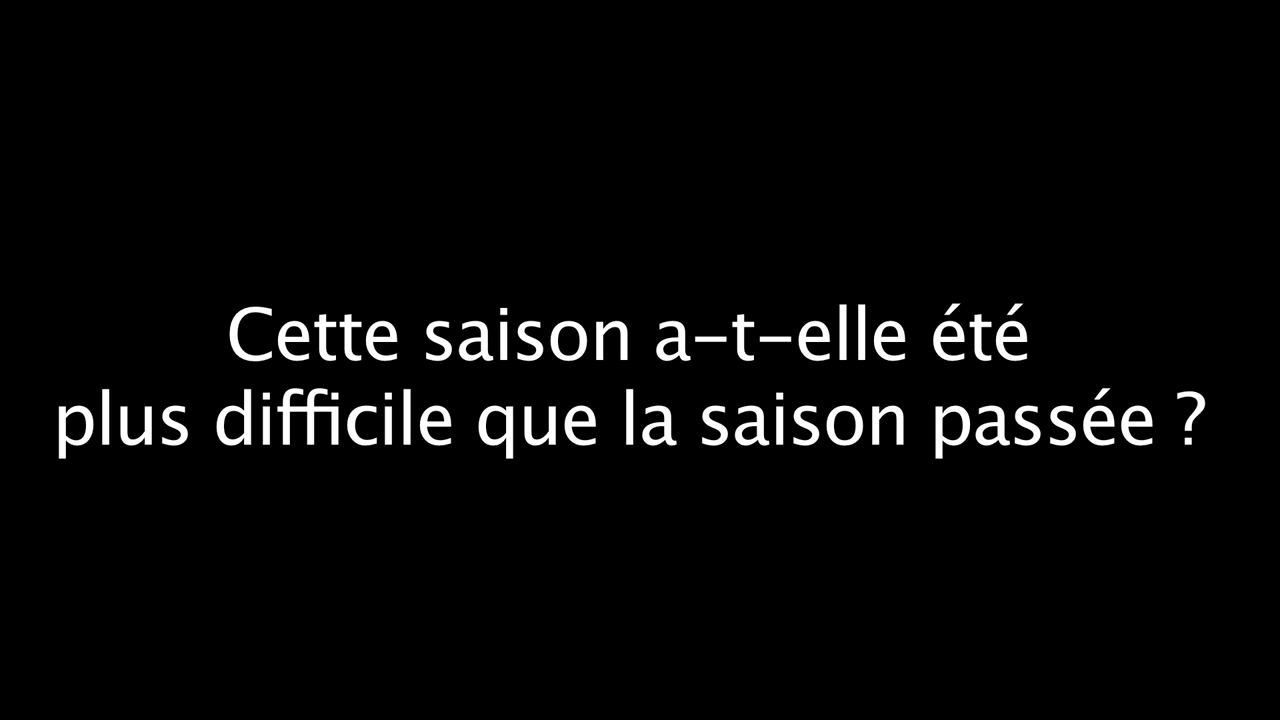 Cette saison a-t-elle été
plus difficile que la saison passée ?